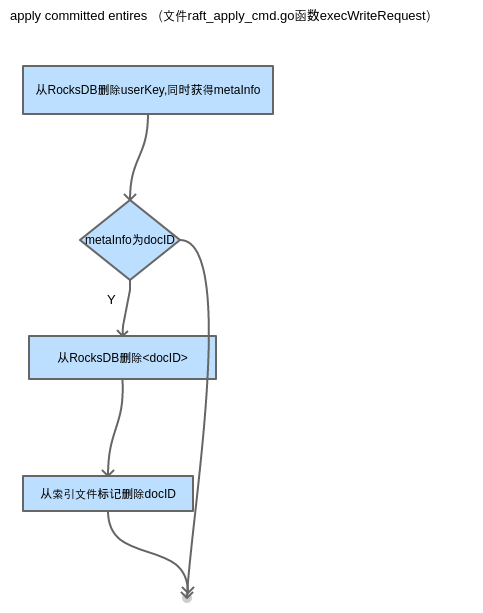 apply committed entires （文件raft_apply_cmd.go函数execWriteRequest）
从RocksDB删除userKey,同时获得metaInfo
metaInfo为docID
Y
从RocksDB删除<docID>
从索引文件标记删除docID